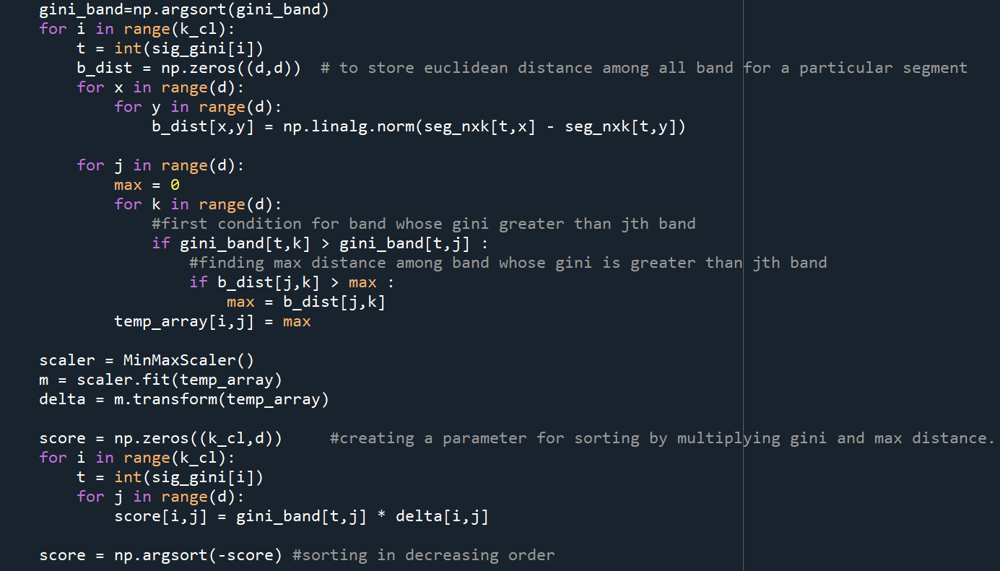 gini_band=np.argsort(gini_band)
for i in range(k_cl):
    t = int(sig_gini[i])
    b_dist = np.zeros((d,d))  # to store euclidean distance among all band for a particular segment
    for x in range(d):
        for y in range(d):
            b_dist[x,y] = np.linalg.norm(seg_nxk[t,x] - seg_nxk[t,y])

    for j in range(d):
        max = 0
        for k in range(d):
            #first condition for band whose gini greater than jth band
            if gini_band[t,k] > gini_band[t,j] :
                #finding max distance among band whose gini is greater than jth band
                if b_dist[j,k] > max :
                    max = b_dist[j,k]
        temp_array[i,j] = max

scaler = MinMaxScaler()
m = scaler.fit(temp_array)
delta = m.transform(temp_array)

score = np.zeros((k_cl,d))     #creating a parameter for sorting by multiplying gini and max distance.
for i in range(k_cl):
    t = int(sig_gini[i])
    for j in range(d):
        score[i,j] = gini_band[t,j] * delta[i,j]

score = np.argsort(-score) #sorting in decreasing order